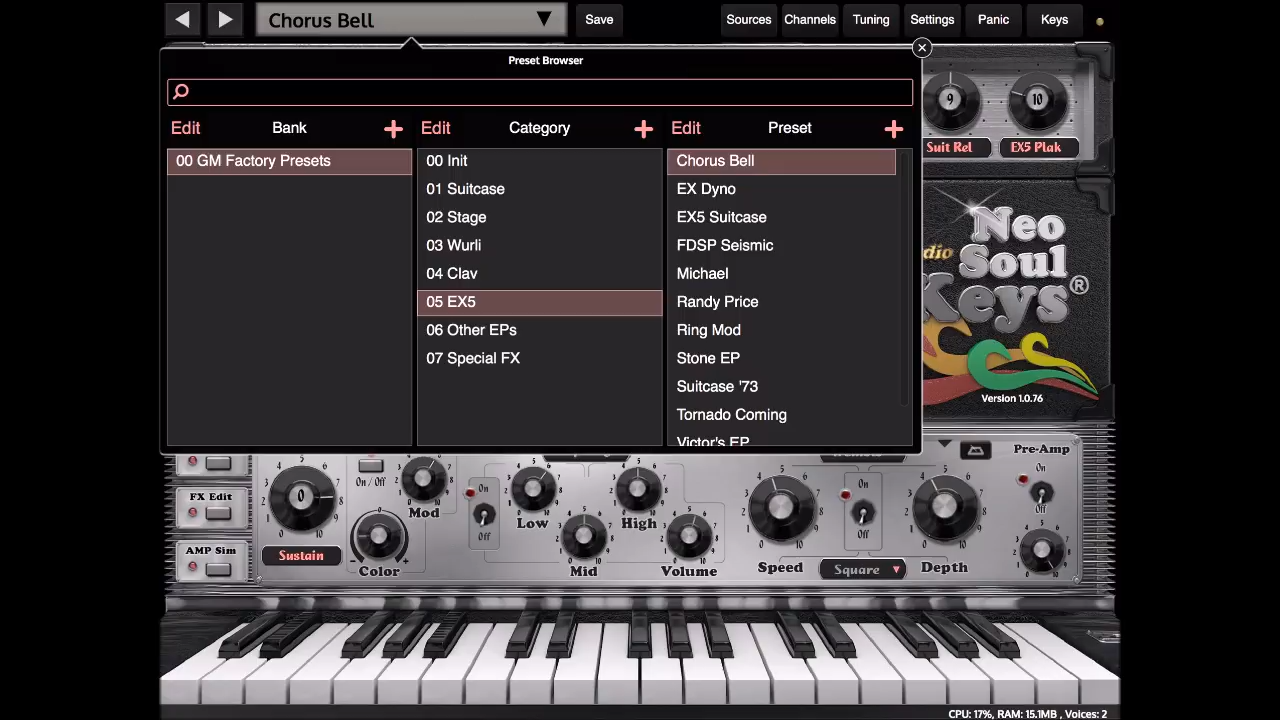 Chorus Bell
Save
Sources
Channels
Tuning
Settings
Panic
Keys
Preset Browser
Edit Bank
Edit Category
Edit Preset
00 GM Factory Presets
00 Init
01 Suitcase
02 Stage
03 Wurli
04 Clav
05 EX5
06 Other EPs
07 Special FX
Chorus Bell
EX Dyno
EX5 Suitcase
FDSP Seismic
Michael
Randy Price
Ring Mod
Stone EP
Suitcase '73
Tornado Coming
Victor's EP
9
10
Suit Rel
EX5 Plak
Neo
Soul
Keys®
Version 1.0.76
Pre-Amp
On
Off
FX Edit
AMP Sim
0
Sustain
On / Off
Mod
Color
On
Off
Low
Mid
High
Volume
Speed
On
Off
Square
Depth
CPU: 17%, RAM: 15.1MB , Voices: 2